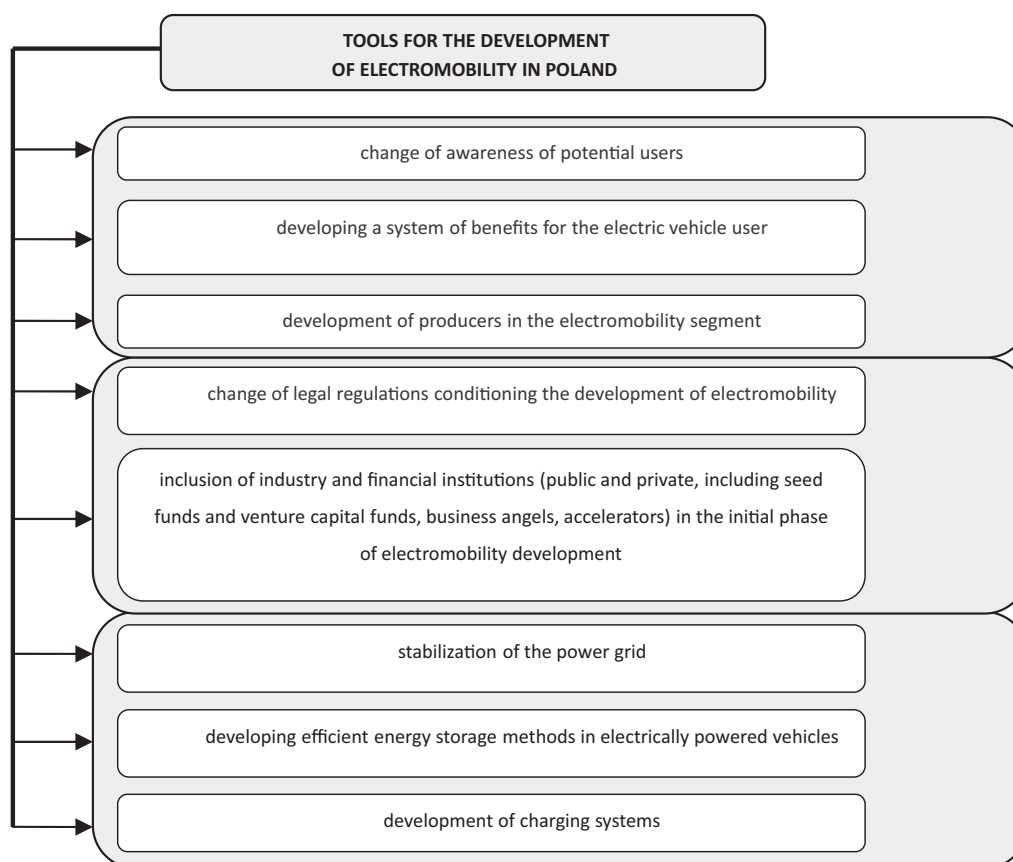 TOOLS FOR THE DEVELOPMENT
OF ELECTROMOBILITY IN POLAND
change of awareness of potential users
developing a system of benefits for the electric vehicle user
development of producers in the electromobility segment
change of legal regulations conditioning the development of electromobility
inclusion of industry and financial institutions (public and private, including seed
funds and venture capital funds, business angels, accelerators) in the initial phase
of electromobility development
stabilization of the power grid
developing efficient energy storage methods in electrically powered vehicles
development of charging systems